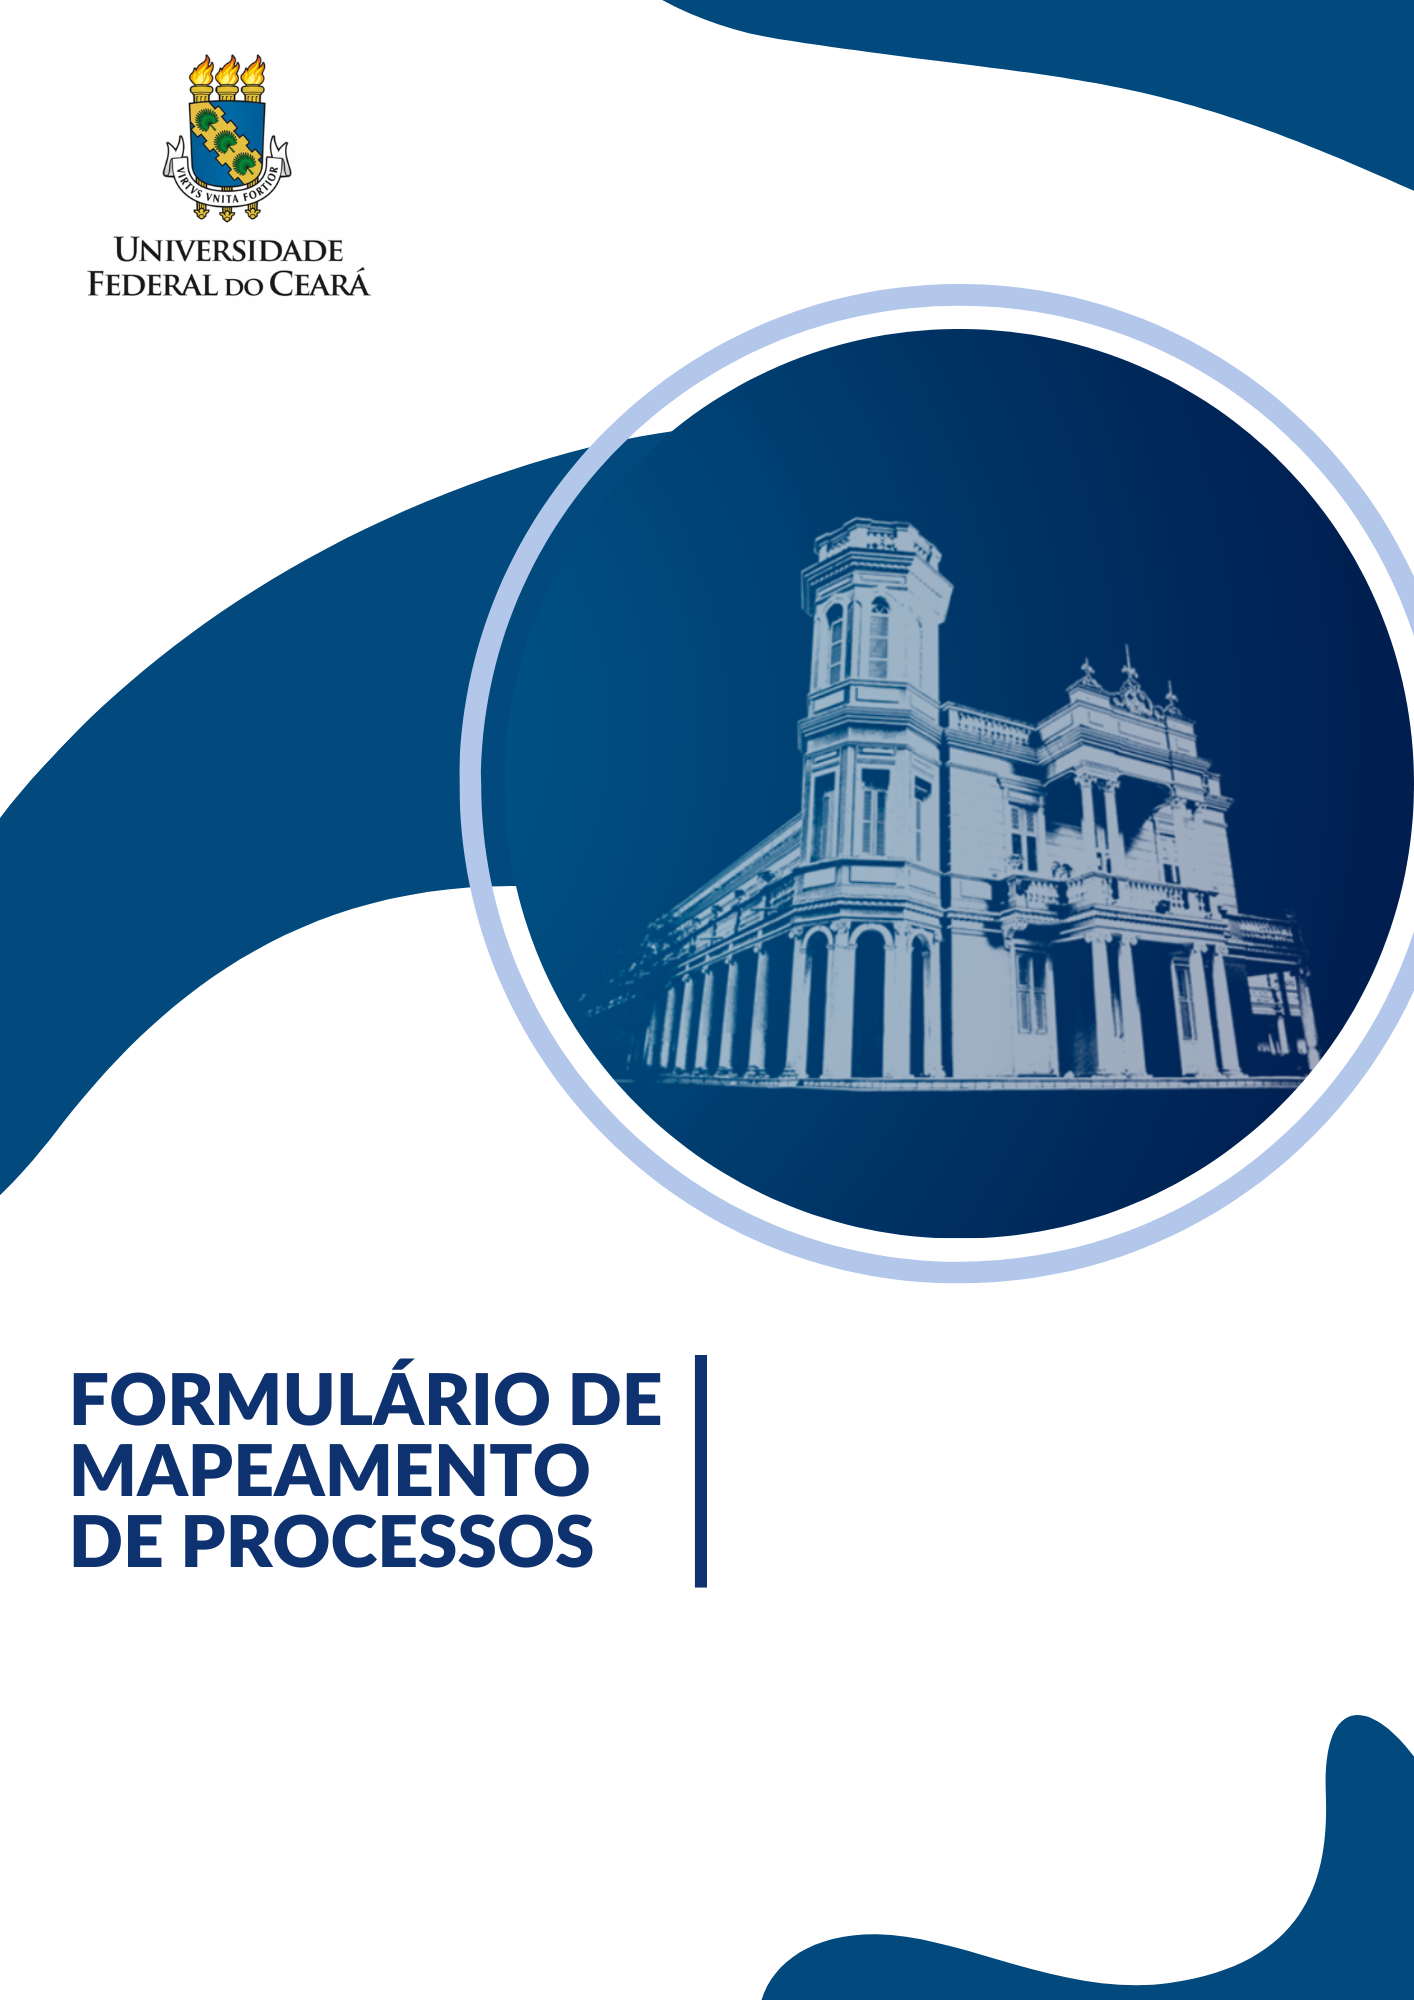 VIRTVS VNITA FORTIOR
UNIVERSIDADE
FEDERAL DO CEARÁ
FORMULÁRIO DE
MAPEAMENTO
DE PROCESSOS